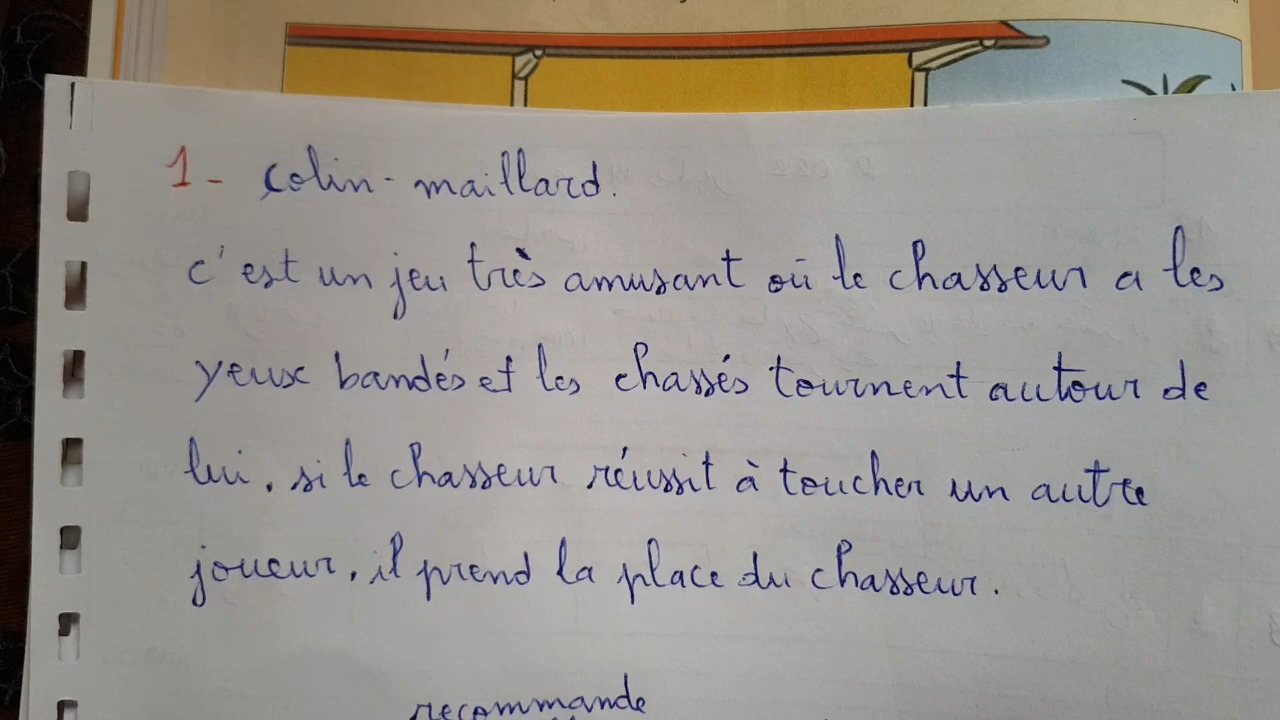 1- Colin-maillard.
c'est un jeu très amusant où le chasseur a les
yeux bandés et les chassés tournent autour de
lui, si le chasseur réussit à toucher un autre
joueur, il prend la place du chasseur.
recommande